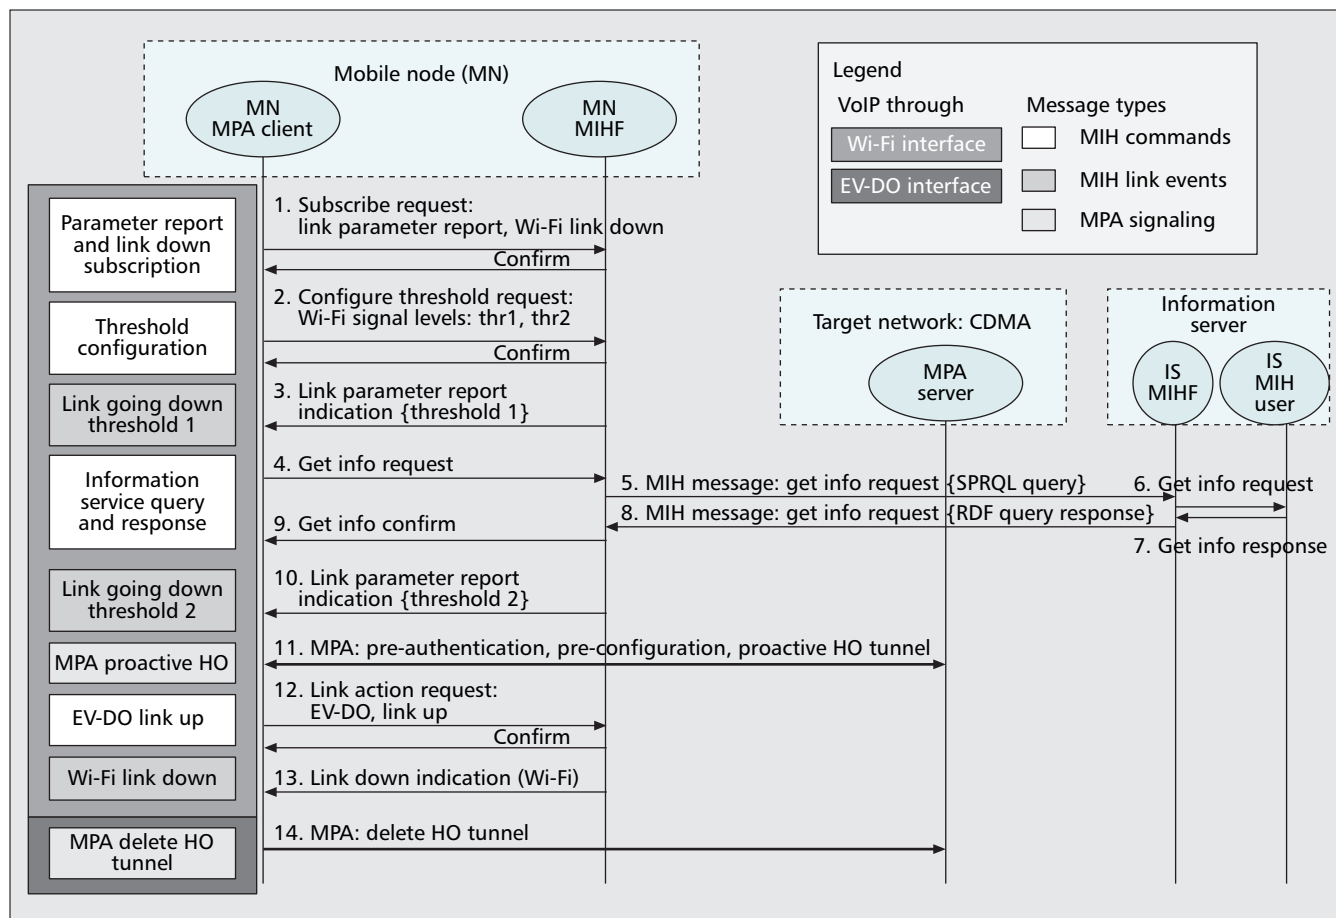 Mobile node (MN)
MN
MPA client
MN
MIHF
Legend
VoIP through
Message types
Wi-Fi interface
EV-DO interface
MIH commands
MIH link events
MPA signaling
Parameter report
and link down
subscription
1. Subscribe request:
link parameter report, Wi-Fi link down
Confirm
Threshold
configuration
2. Configure threshold request:
Wi-Fi signal levels: thr1, thr2
Confirm
Target network: CDMA
MPA
server
Information
server
IS
MIHF
IS
MIH
user
Link going down
threshold 1
3. Link parameter report
indication {threshold 1}
Information
service query
and response
4. Get info request
5. MIH message: get info request {SPRQL query}
6. Get info request
8. MIH message: get info request {RDF query response}
9. Get info confirm
7. Get info response
Link going down
threshold 2
10. Link parameter report
indication {threshold 2}
MPA proactive HO
11. MPA: pre-authentication, pre-configuration, proactive HO tunnel
EV-DO link up
12. Link action request:
EV-DO, link up
Confirm
Wi-Fi link down
13. Link down indication (Wi-Fi)
MPA delete HO
tunnel
14. MPA: delete HO tunnel